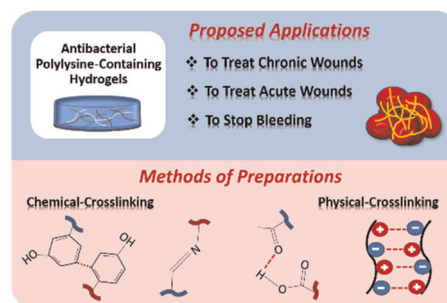 Antibacterial
Polylysine-Containing
Hydrogels
Proposed Applications
❖ To Treat Chronic Wounds
❖ To Treat Acute Wounds
❖ To Stop Bleeding
Methods of Preparations
Chemical-Crosslinking
Physical-Crosslinking
HO
OH
N
O
H
O
O
+ -
+ -
+ -
+ -